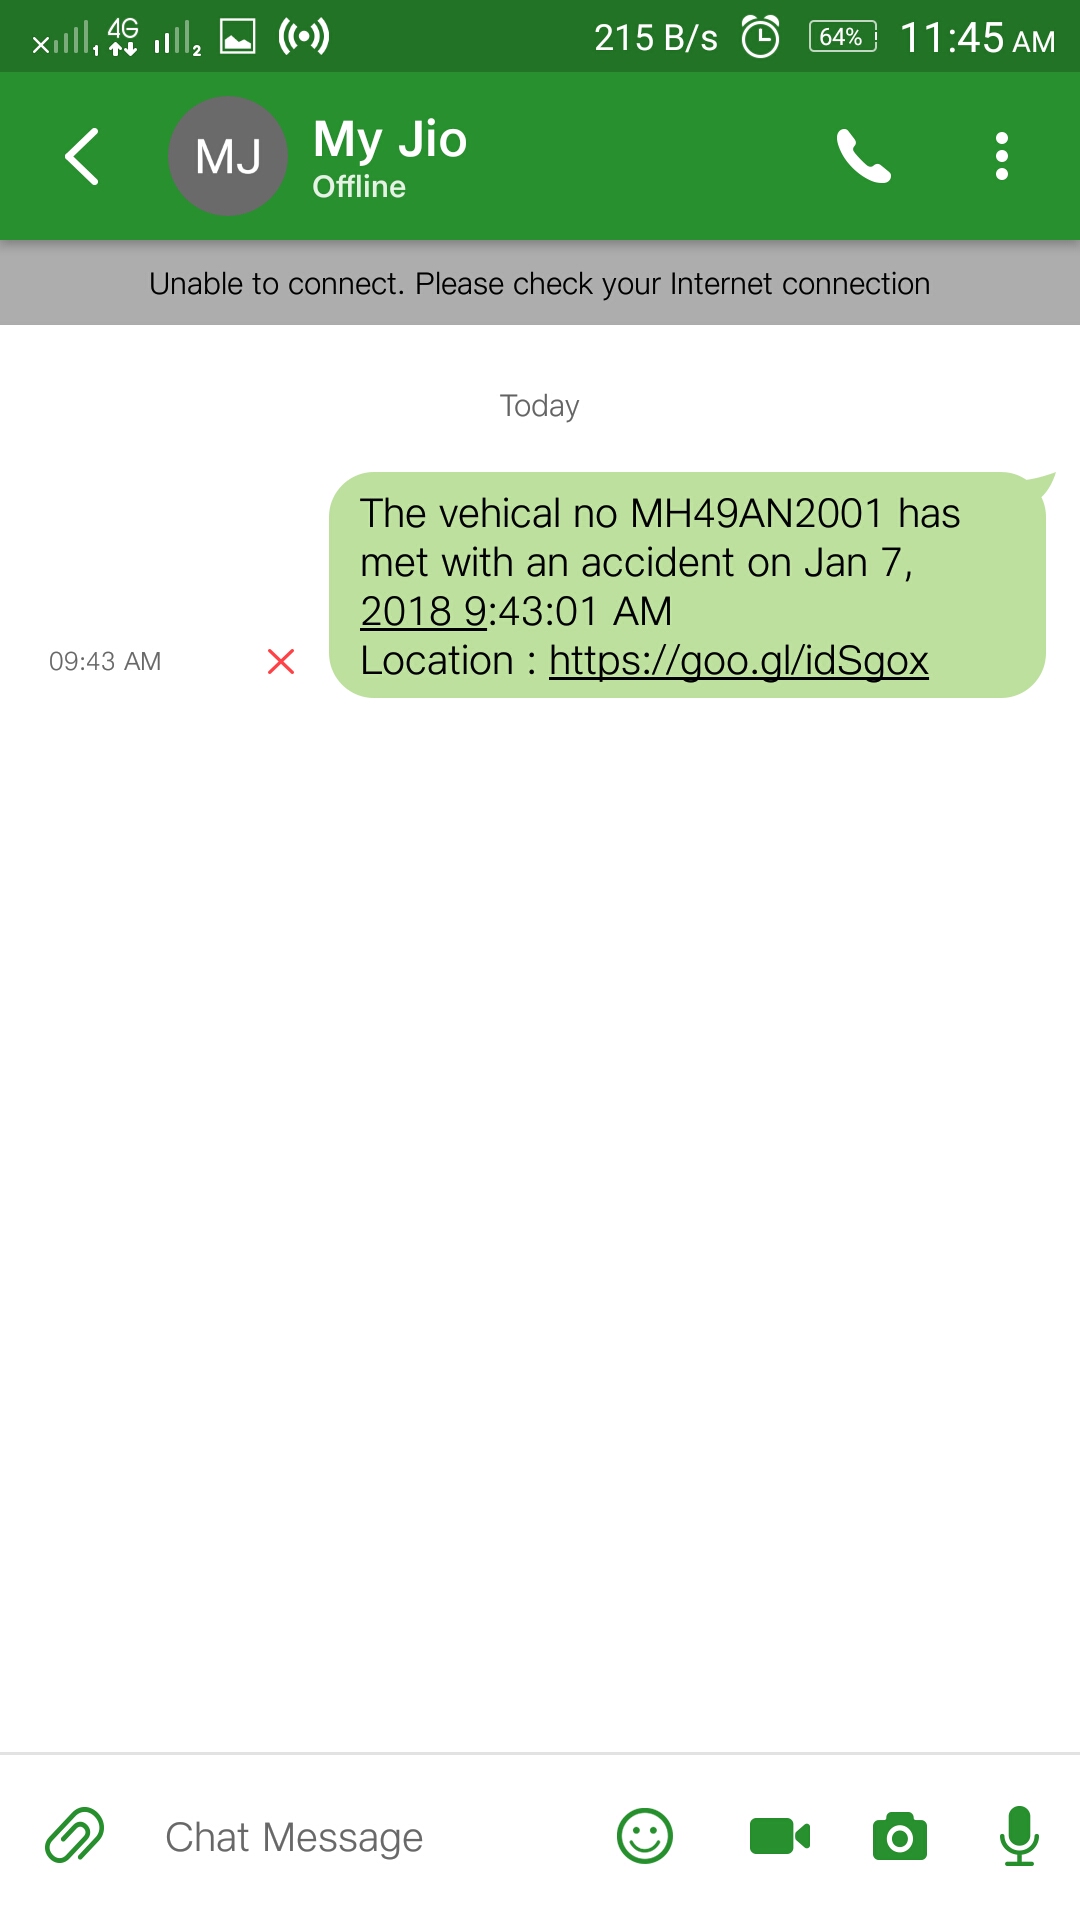 4G 1 2 215 B/s 64% 11:45 AM
MJ
My Jio
Offline
Unable to connect. Please check your Internet connection
Today
The vehical no MH49AN2001 has
met with an accident on Jan 7,
2018 9:43:01 AM
Location : https://goo.gl/idSgox
09:43 AM
Chat Message